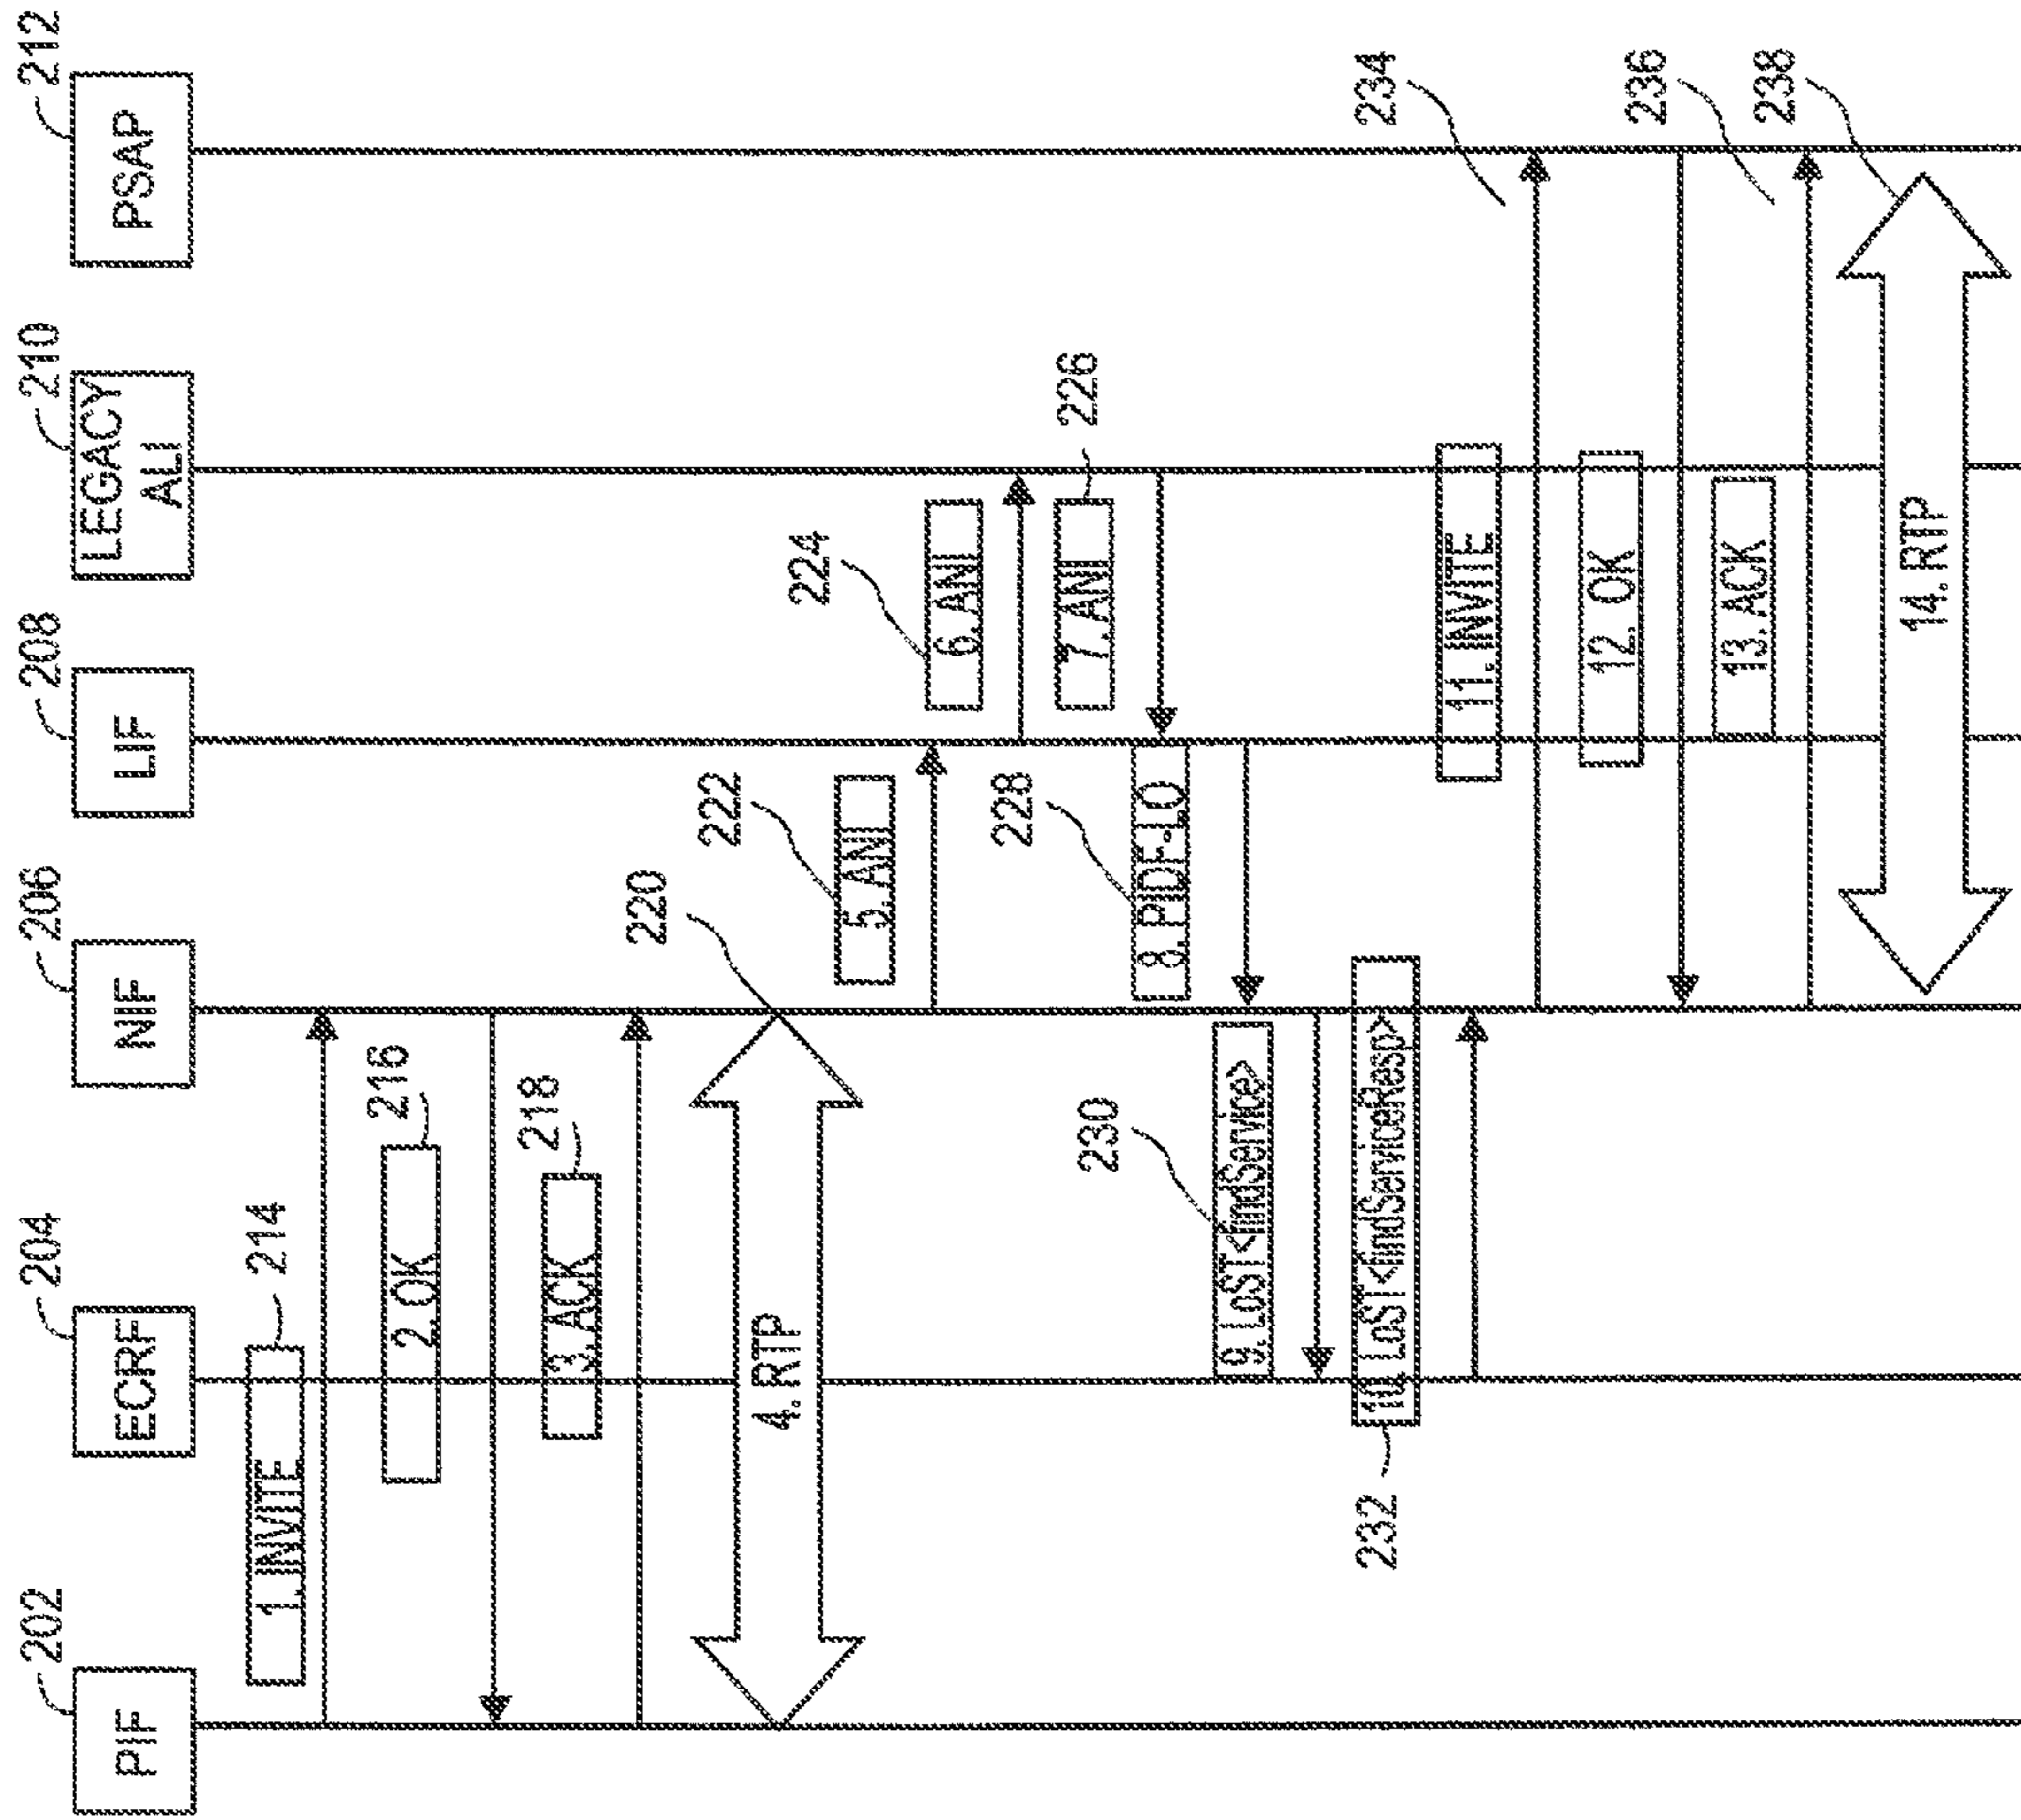 202
PIF
204
ECRF
206
NIF
208
LIF
210
LEGACY
ALI
212
PSAP
1.INVITE
214
2.OK
216
3.ACK
218
4.RTP
220
5.ANI
222
6.ANI
224
7.ANI
226
8.PIDF-LO
228
9.LoST<findService>
230
10.LoST<findServiceResp>
232
11.INVITE
234
12. OK
13. ACK
236
14. RTP
238